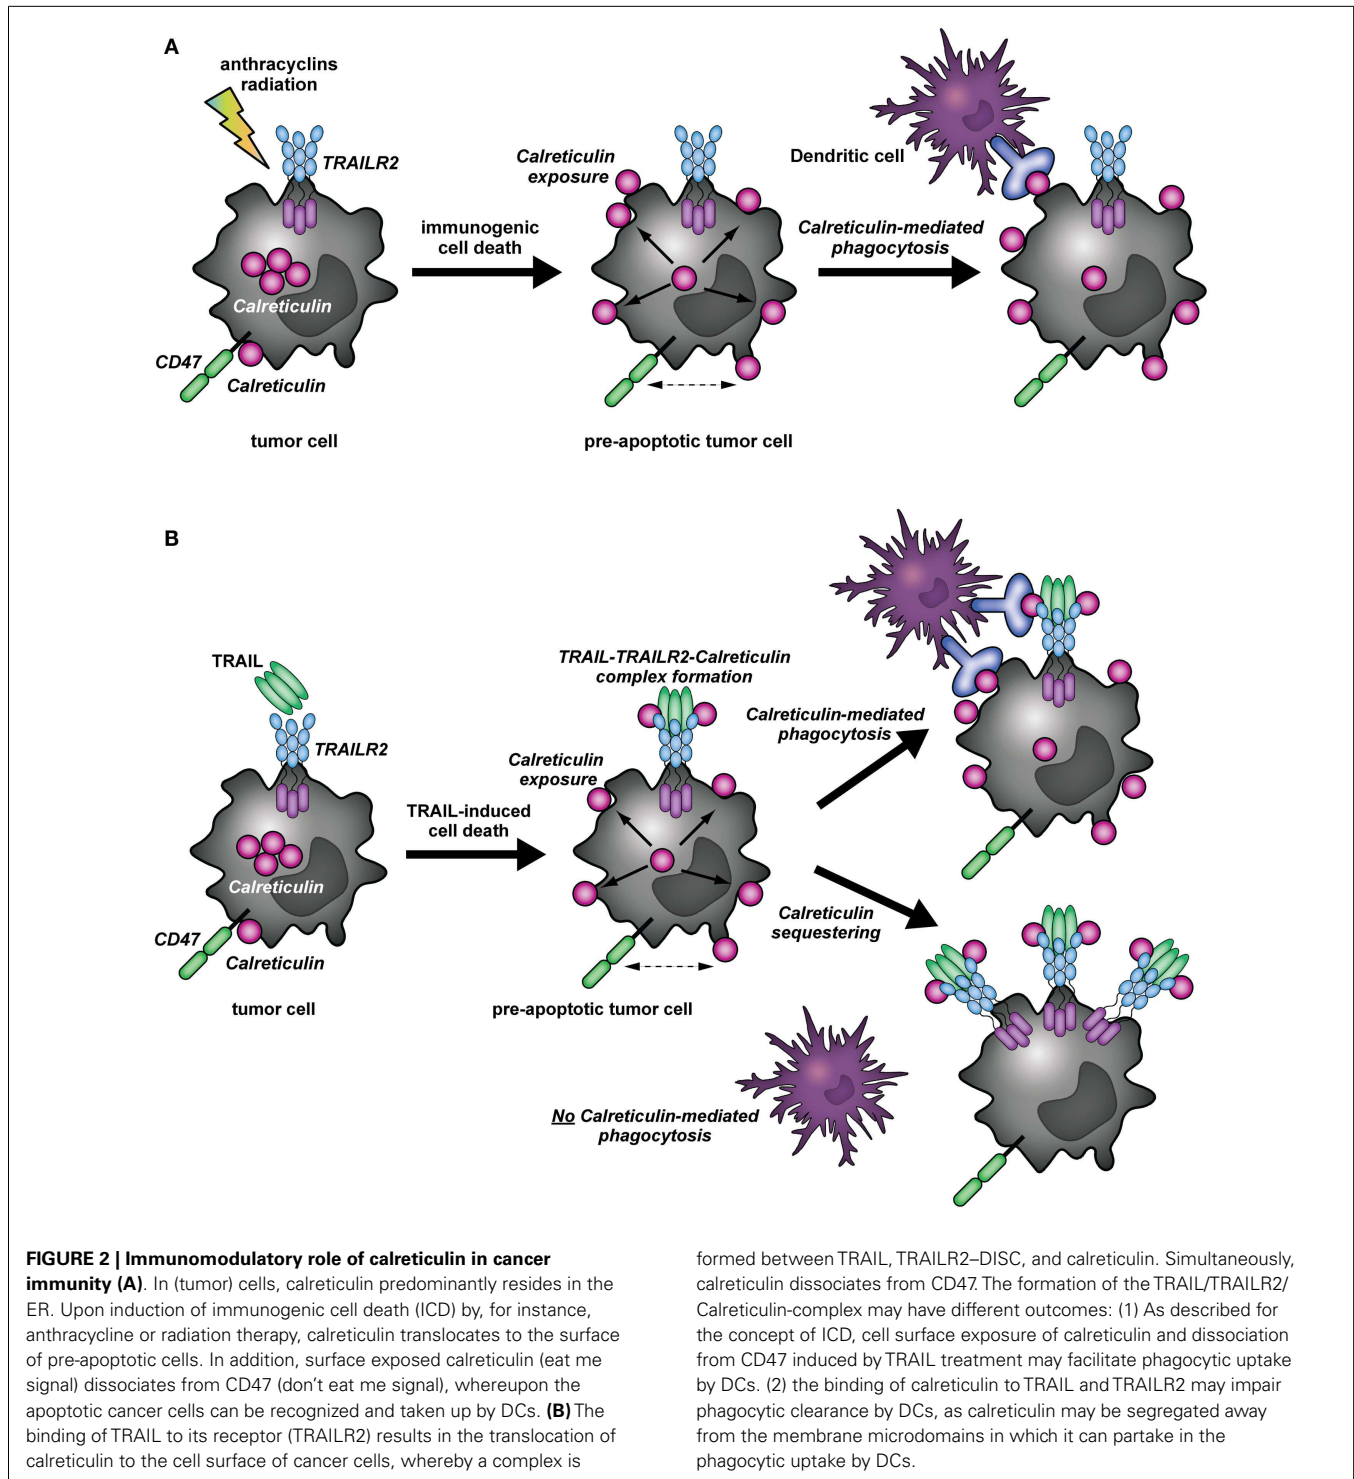 A
anthracyclins
radiation
TRAILR2
Calreticulin
exposure
Dendritic cell
immunogenic
cell death
Calreticulin-mediated
phagocytosis
Calreticulin
CD47
Calreticulin
tumor cell
pre-apoptotic tumor cell
B
TRAIL
TRAILR2
TRAIL-TRAILR2-Calreticulin
complex formation
Calreticulin-mediated
phagocytosis
Calreticulin
exposure
TRAIL-induced
cell death
Calreticulin
Calreticulin
sequestering
CD47
Calreticulin
tumor cell
pre-apoptotic tumor cell
No Calreticulin-mediated
phagocytosis
FIGURE 2 | Immunomodulatory role of calreticulin in cancer
immunity (A). In (tumor) cells, calreticulin predominantly resides in the
ER. Upon induction of immunogenic cell death (ICD) by, for instance,
anthracycline or radiation therapy, calreticulin translocates to the surface
of pre-apoptotic cells. In addition, surface exposed calreticulin (eat me
signal) dissociates from CD47 (don't eat me signal), whereupon the
apoptotic cancer cells can be recognized and taken up by DCs. (B) The
binding of TRAIL to its receptor (TRAILR2) results in the translocation of
calreticulin to the cell surface of cancer cells, whereby a complex is
formed between TRAIL, TRAILR2–DISC, and calreticulin. Simultaneously,
calreticulin dissociates from CD47. The formation of the TRAIL/TRAILR2/
Calreticulin-complex may have different outcomes: (1) As described for
the concept of ICD, cell surface exposure of calreticulin and dissociation
from CD47 induced by TRAIL treatment may facilitate phagocytic uptake
by DCs. (2) the binding of calreticulin to TRAIL and TRAILR2 may impair
phagocytic clearance by DCs, as calreticulin may be segregated away
from the membrane microdomains in which it can partake in the
phagocytic uptake by DCs.